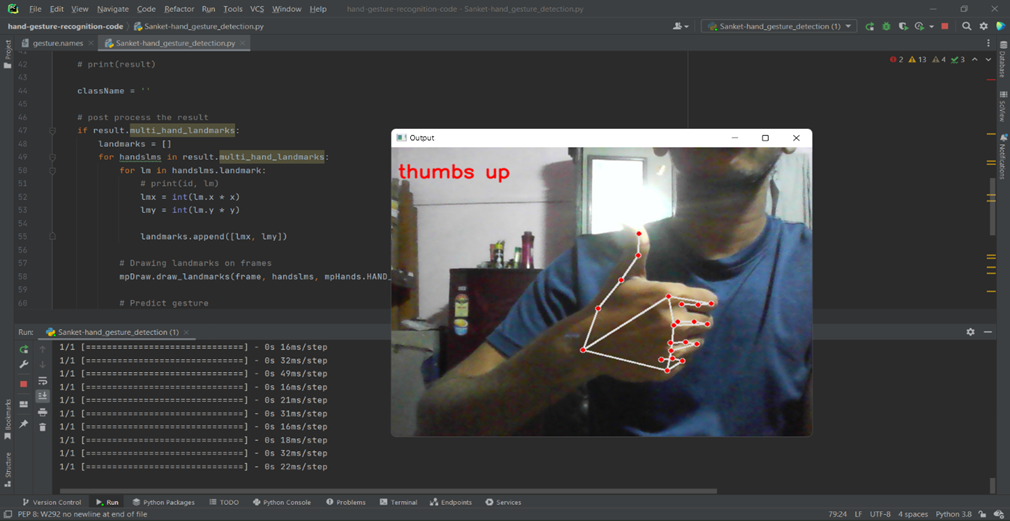 File Edit View Navigate Code Refactor Run Tools VCS Window Help hand-gesture-recognition-code - Sanket-hand_gesture_detection.py
hand-gesture-recognition-code Sanket-hand_gesture_detection.py
Sanket-hand_gesture_detection (1)
gesture.names Sanket-hand_gesture_detection.py
Project
Database
SciView
Notifications
2 13 4 3
42 # print(result)
43
44 className = ''
45
46 # post process the result
47 if result.multi_hand_landmarks:
48 landmarks = []
49 for handslms in result.multi_hand_landmarks:
50 for lm in handslms.landmark:
51 # print(id, lm)
52 lmx = int(lm.x * x)
53 lmy = int(lm.y * y)
54
55 landmarks.append([lmx, lmy])
56
57 # Drawing landmarks on frames
58 mpDraw.draw_landmarks(frame, handslms, mpHands.HAND_
59
60 # Predict gesture
Output
thumbs up
Run: Sanket-hand_gesture_detection (1)
1/1 [==============================] - 0s 16ms/step
1/1 [==============================] - 0s 32ms/step
1/1 [==============================] - 0s 49ms/step
1/1 [==============================] - 0s 16ms/step
1/1 [==============================] - 0s 21ms/step
1/1 [==============================] - 0s 31ms/step
1/1 [==============================] - 0s 16ms/step
1/1 [==============================] - 0s 18ms/step
1/1 [==============================] - 0s 32ms/step
1/1 [==============================] - 0s 22ms/step
Bookmarks
Structure
Version Control Run Python Packages TODO Python Console Problems Terminal Endpoints Services
PEP 8: W292 no newline at end of file 79:24 LF UTF-8 4 spaces Python 3.8